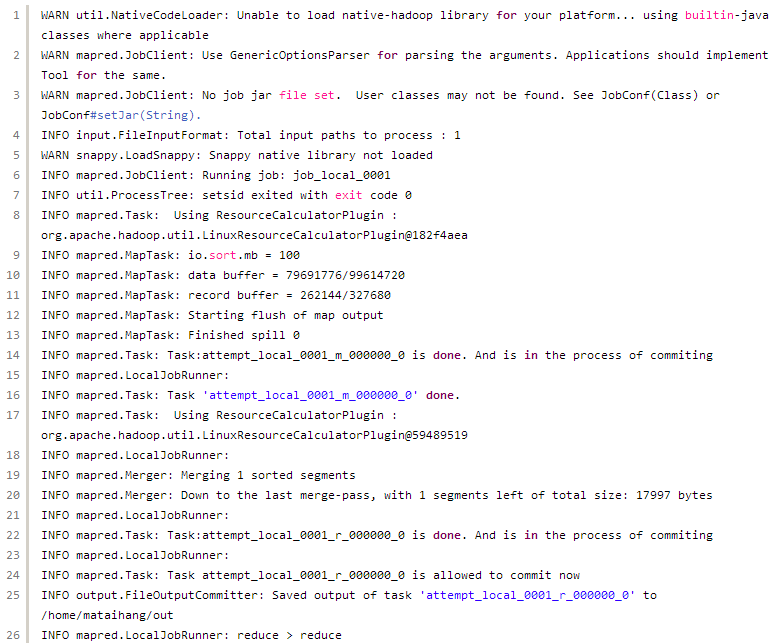 1 WARN util.NativeCodeLoader: Unable to load native-hadoop library for your platform... using builtin-java
classes where applicable
2 WARN mapred.JobClient: Use GenericOptionsParser for parsing the arguments. Applications should implement
Tool for the same.
3 WARN mapred.JobClient: No job jar file set.  User classes may not be found. See JobConf(Class) or
JobConf#setJar(String).
4 INFO input.FileInputFormat: Total input paths to process : 1
5 WARN snappy.LoadSnappy: Snappy native library not loaded
6 INFO mapred.JobClient: Running job: job_local_0001
7 INFO util.ProcessTree: setsid exited with exit code 0
8 INFO mapred.Task:  Using ResourceCalculatorPlugin :
org.apache.hadoop.util.LinuxResourceCalculatorPlugin@182f4aea
9 INFO mapred.MapTask: io.sort.mb = 100
10 INFO mapred.MapTask: data buffer = 79691776/99614720
11 INFO mapred.MapTask: record buffer = 262144/327680
12 INFO mapred.MapTask: Starting flush of map output
13 INFO mapred.MapTask: Finished spill 0
14 INFO mapred.Task: Task:attempt_local_0001_m_000000_0 is done. And is in the process of commiting
15 INFO mapred.LocalJobRunner:
16 INFO mapred.Task: Task 'attempt_local_0001_m_000000_0' done.
17 INFO mapred.Task:  Using ResourceCalculatorPlugin :
org.apache.hadoop.util.LinuxResourceCalculatorPlugin@59489519
18 INFO mapred.LocalJobRunner:
19 INFO mapred.Merger: Merging 1 sorted segments
20 INFO mapred.Merger: Down to the last merge-pass, with 1 segments left of total size: 17997 bytes
21 INFO mapred.LocalJobRunner:
22 INFO mapred.Task: Task:attempt_local_0001_r_000000_0 is done. And is in the process of commiting
23 INFO mapred.LocalJobRunner:
24 INFO mapred.Task: Task attempt_local_0001_r_000000_0 is allowed to commit now
25 INFO output.FileOutputCommitter: Saved output of task 'attempt_local_0001_r_000000_0' to
/home/mataihang/out
26 INFO mapred.LocalJobRunner: reduce > reduce